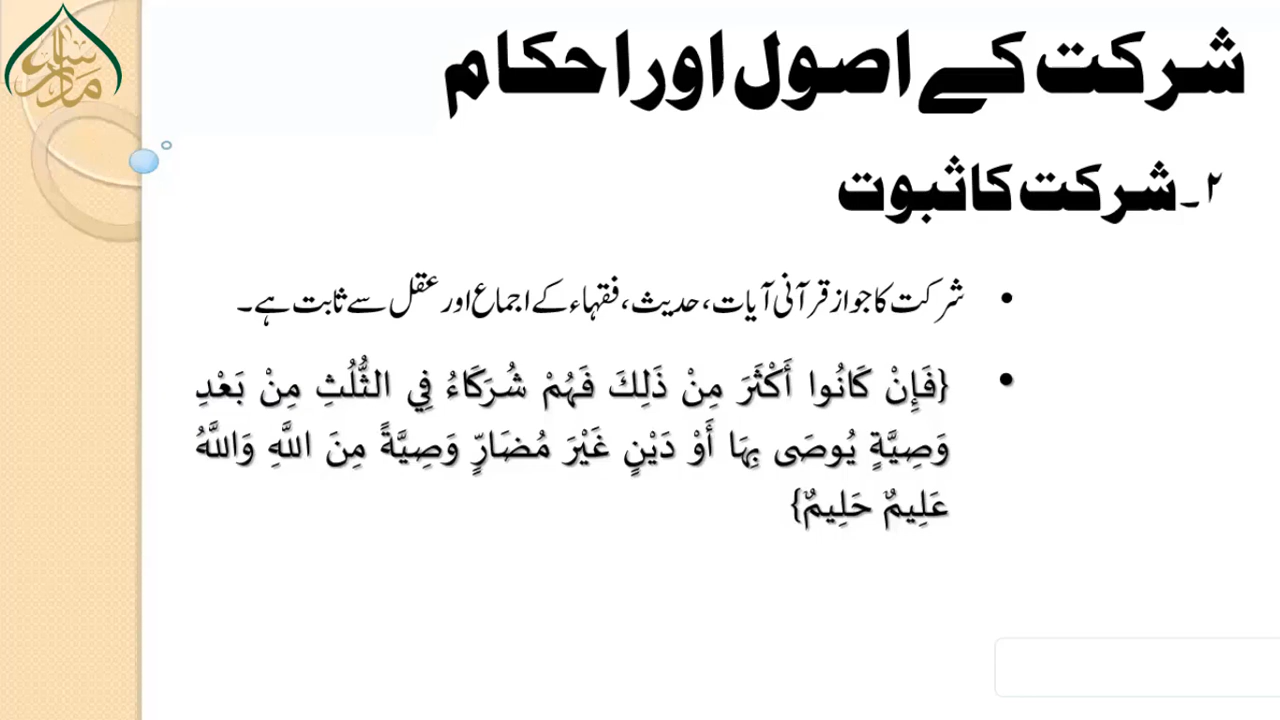 شرکت کے اصول اور احکام
۲۔شرکت کا ثبوت
• شرکت کا جواز قرآنی آیات، حدیث، فقہاء کے اجماع اور عقل سے ثابت ہے۔
• {فَإِنْ كَانُوا أَكْثَرَ مِنْ ذَلِكَ فَهُمْ شُرَكَاءُ فِي الثُّلُثِ مِنْ بَعْدِ
وَصِيَّةٍ يُوصَى بِهَا أَوْ دَيْنٍ غَيْرَ مُضَارٍّ وَصِيَّةً مِنَ اللَّهِ وَاللَّهُ
عَلِيمٌ حَلِيمٌ}